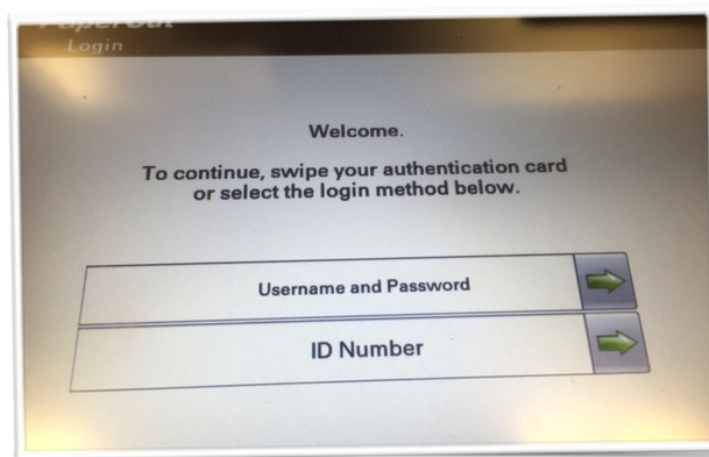 PaperCut
Login
Welcome.
To continue, swipe your authentication card
or select the login method below.
Username and Password
ID Number